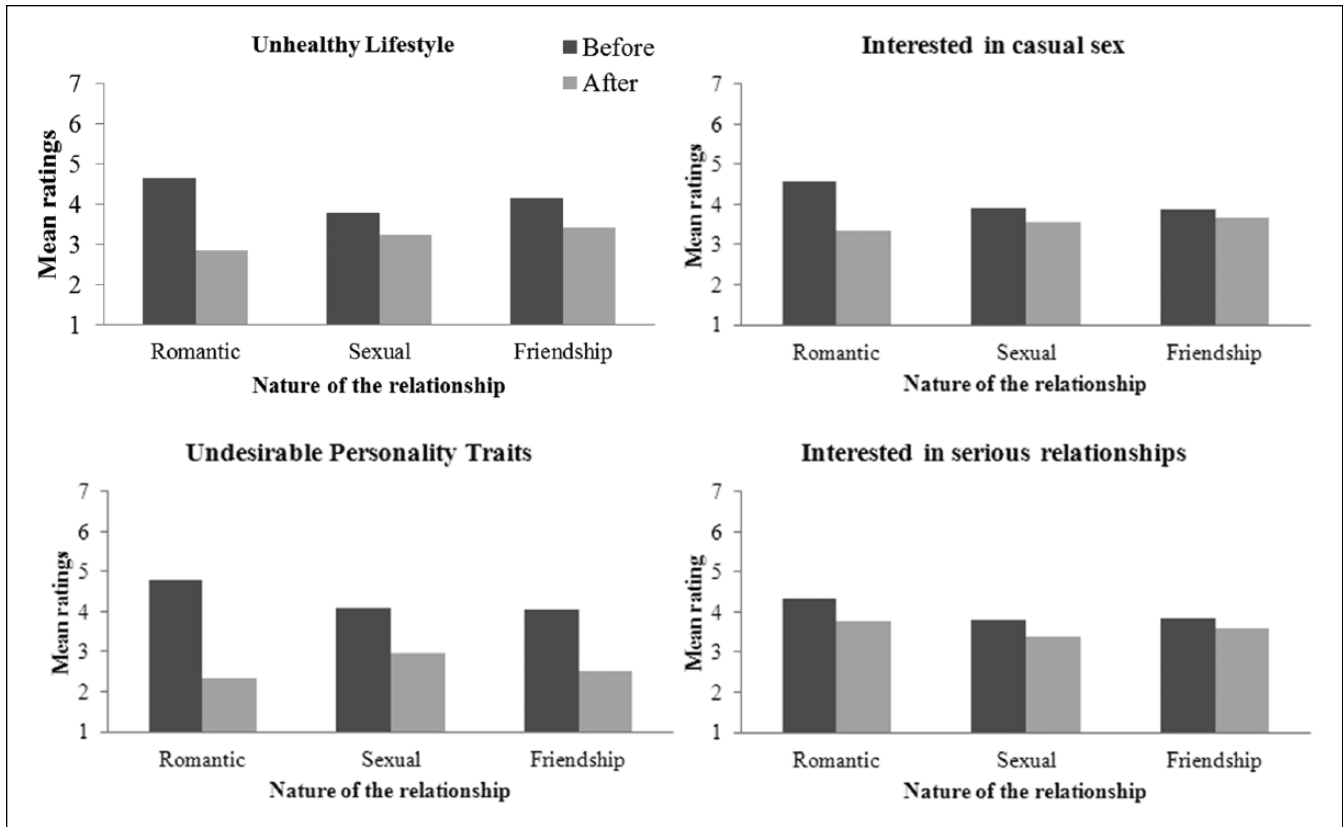 Unhealthy Lifestyle
Before
After
Mean ratings
7
6
5
4
3
2
1
Romantic Sexual Friendship
Nature of the relationship
Interested in casual sex
Mean ratings
7
6
5
4
3
2
1
Romantic Sexual Friendship
Nature of the relationship
Undesirable Personality Traits
Mean ratings
7
6
5
4
3
2
1
Romantic Sexual Friendship
Nature of the relationship
Interested in serious relationships
Mean rating
7
6
5
4
3
2
1
Romantic Sexual Friendship
Nature of the relationship